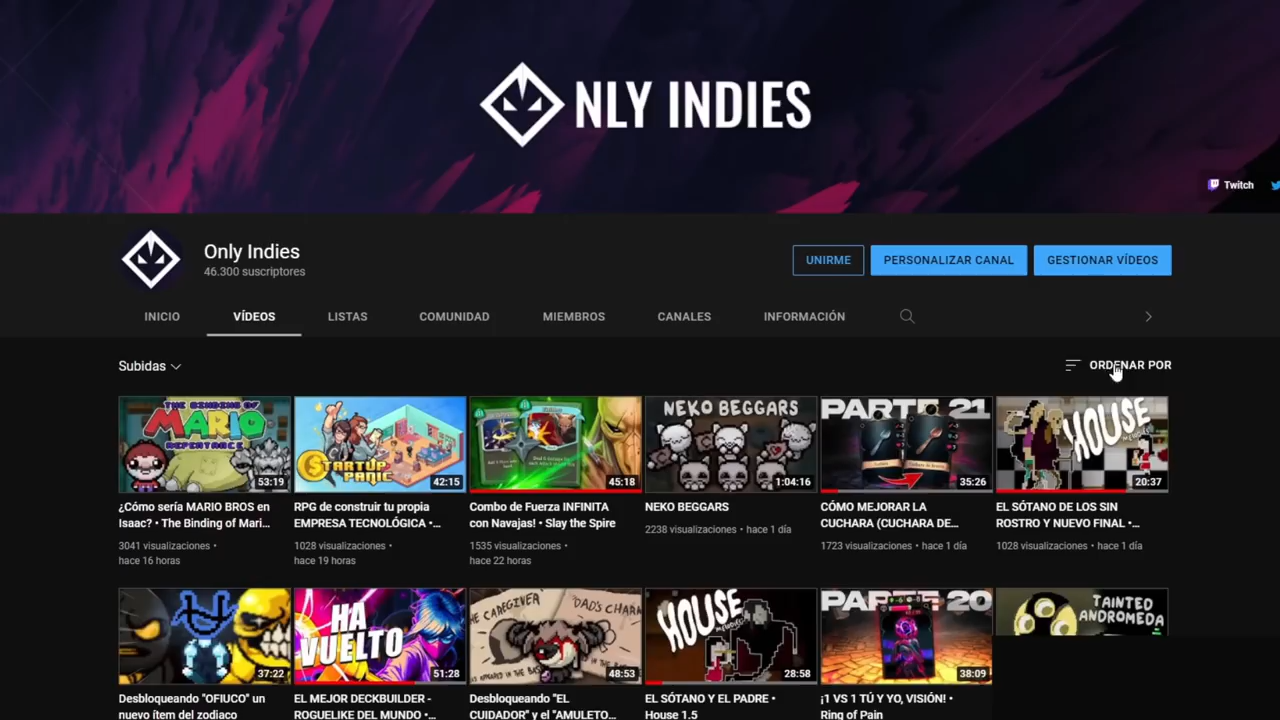 NLY INDIES
Twitch
Only Indies
46.300 suscriptores
UNIRME
PERSONALIZAR CANAL
GESTIONAR VÍDEOS
INICIO
VÍDEOS
LISTAS
COMUNIDAD
MIEMBROS
CANALES
INFORMACIÓN
Subidas
ORDENAR POR
THE BINDING OF
MARIO
REPENTANCE
53:19
STARTUP
PANIC
42:15
45:18
NEKO BEGGARS
1:04:16
PARTE 21
35:26
HOUSE
20:37
¿Cómo sería MARIO BROS en
Isaac? • The Binding of Mari...
3041 visualizaciones •
hace 16 horas
RPG de construir tu propia
EMPRESA TECNOLÓGICA •...
1028 visualizaciones •
hace 19 horas
Combo de Fuerza INFINITA
con Navajas! • Slay the Spire
1535 visualizaciones •
hace 22 horas
NEKO BEGGARS
2238 visualizaciones • hace 1 día
CÓMO MEJORAR LA
CUCHARA (CUCHARA DE...
1723 visualizaciones • hace 1 día
EL SÓTANO DE LOS SIN
ROSTRO Y NUEVO FINAL •...
1028 visualizaciones • hace 1 día
37:22
HA
VUELTO
51:28
THE CAREGIVER
DAD'S CHARM
48:53
HOUSE
28:58
PARTE 20
38:09
TAINTED
ANDROMEDA
Desbloqueando "OFIUCO" un
nuevo ítem del zodiaco
EL MEJOR DECKBUILDER -
ROGUELIKE DEL MUNDO •...
Desbloqueando "EL
CUIDADOR" y el "AMULETO...
EL SÓTANO Y EL PADRE •
House 1.5
¡1 VS 1 TÚ Y YO, VISIÓN! •
Ring of Pain